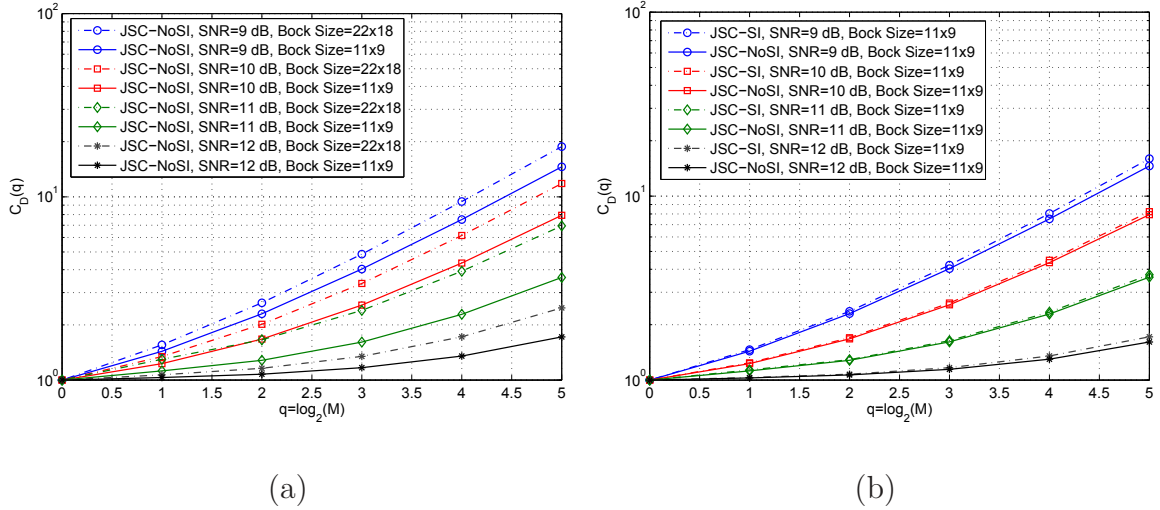 10^2
JSC−NoSI, SNR=9 dB, Bock Size=22x18
JSC−NoSI, SNR=9 dB, Bock Size=11x9
JSC−NoSI, SNR=10 dB, Bock Size=22x18
JSC−NoSI, SNR=10 dB, Bock Size=11x9
JSC−NoSI, SNR=11 dB, Bock Size=22x18
JSC−NoSI, SNR=11 dB, Bock Size=11x9
JSC−NoSI, SNR=12 dB, Bock Size=22x18
JSC−NoSI, SNR=12 dB, Bock Size=11x9
10^1
C_D(q)
10^0
0 0.5 1 1.5 2 2.5 3 3.5 4 4.5 5
q=log_2(M)
(a)
10^2
JSC−SI, SNR=9 dB, Bock Size=11x9
JSC−NoSI, SNR=9 dB, Bock Size=11x9
JSC−SI, SNR=10 dB, Bock Size=11x9
JSC−NoSI, SNR=10 dB, Bock Size=11x9
JSC−SI, SNR=11 dB, Bock Size=11x9
JSC−NoSI, SNR=11 dB, Bock Size=11x9
JSC−SI, SNR=12 dB, Bock Size=11x9
JSC−NoSI, SNR=12 dB, Bock Size=11x9
10^1
C_D(q)
10^0
0 0.5 1 1.5 2 2.5 3 3.5 4 4.5 5
q=log_2(M)
(b)